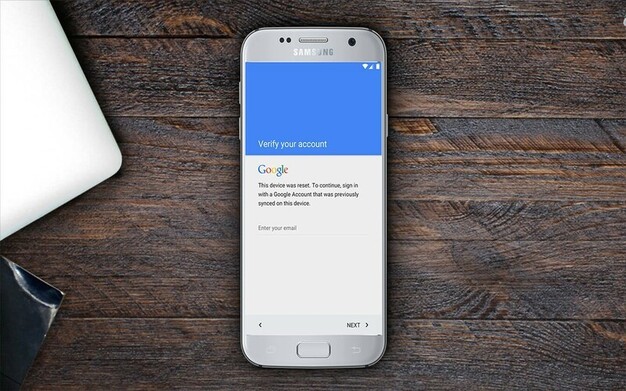 SAMSUNG
Verify your account
Google
This device was reset. To continue, sign in
with a Google Account that was previously
synced on this device.
Enter your email
NEXT